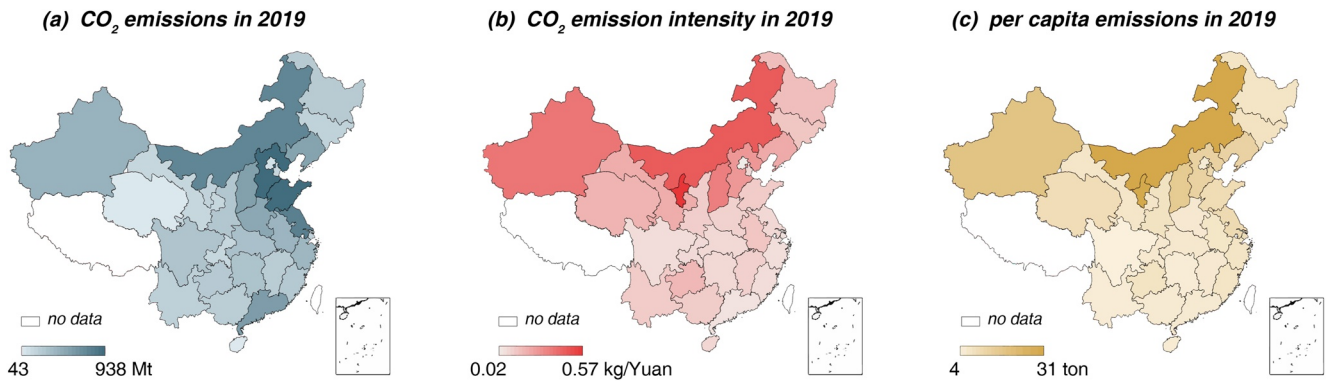 (a) CO₂ emissions in 2019
(b) CO₂ emission intensity in 2019
(c) per capita emissions in 2019
no data
43 938 Mt
no data
0.02 0.57 kg/Yuan
no data
4 31 ton